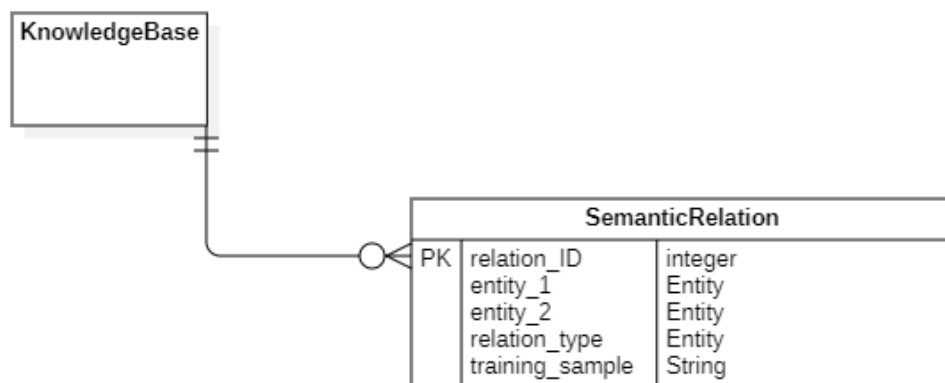 KnowledgeBase
SemanticRelation
PK relation_ID integer
entity_1 Entity
entity_2 Entity
relation_type Entity
training_sample String